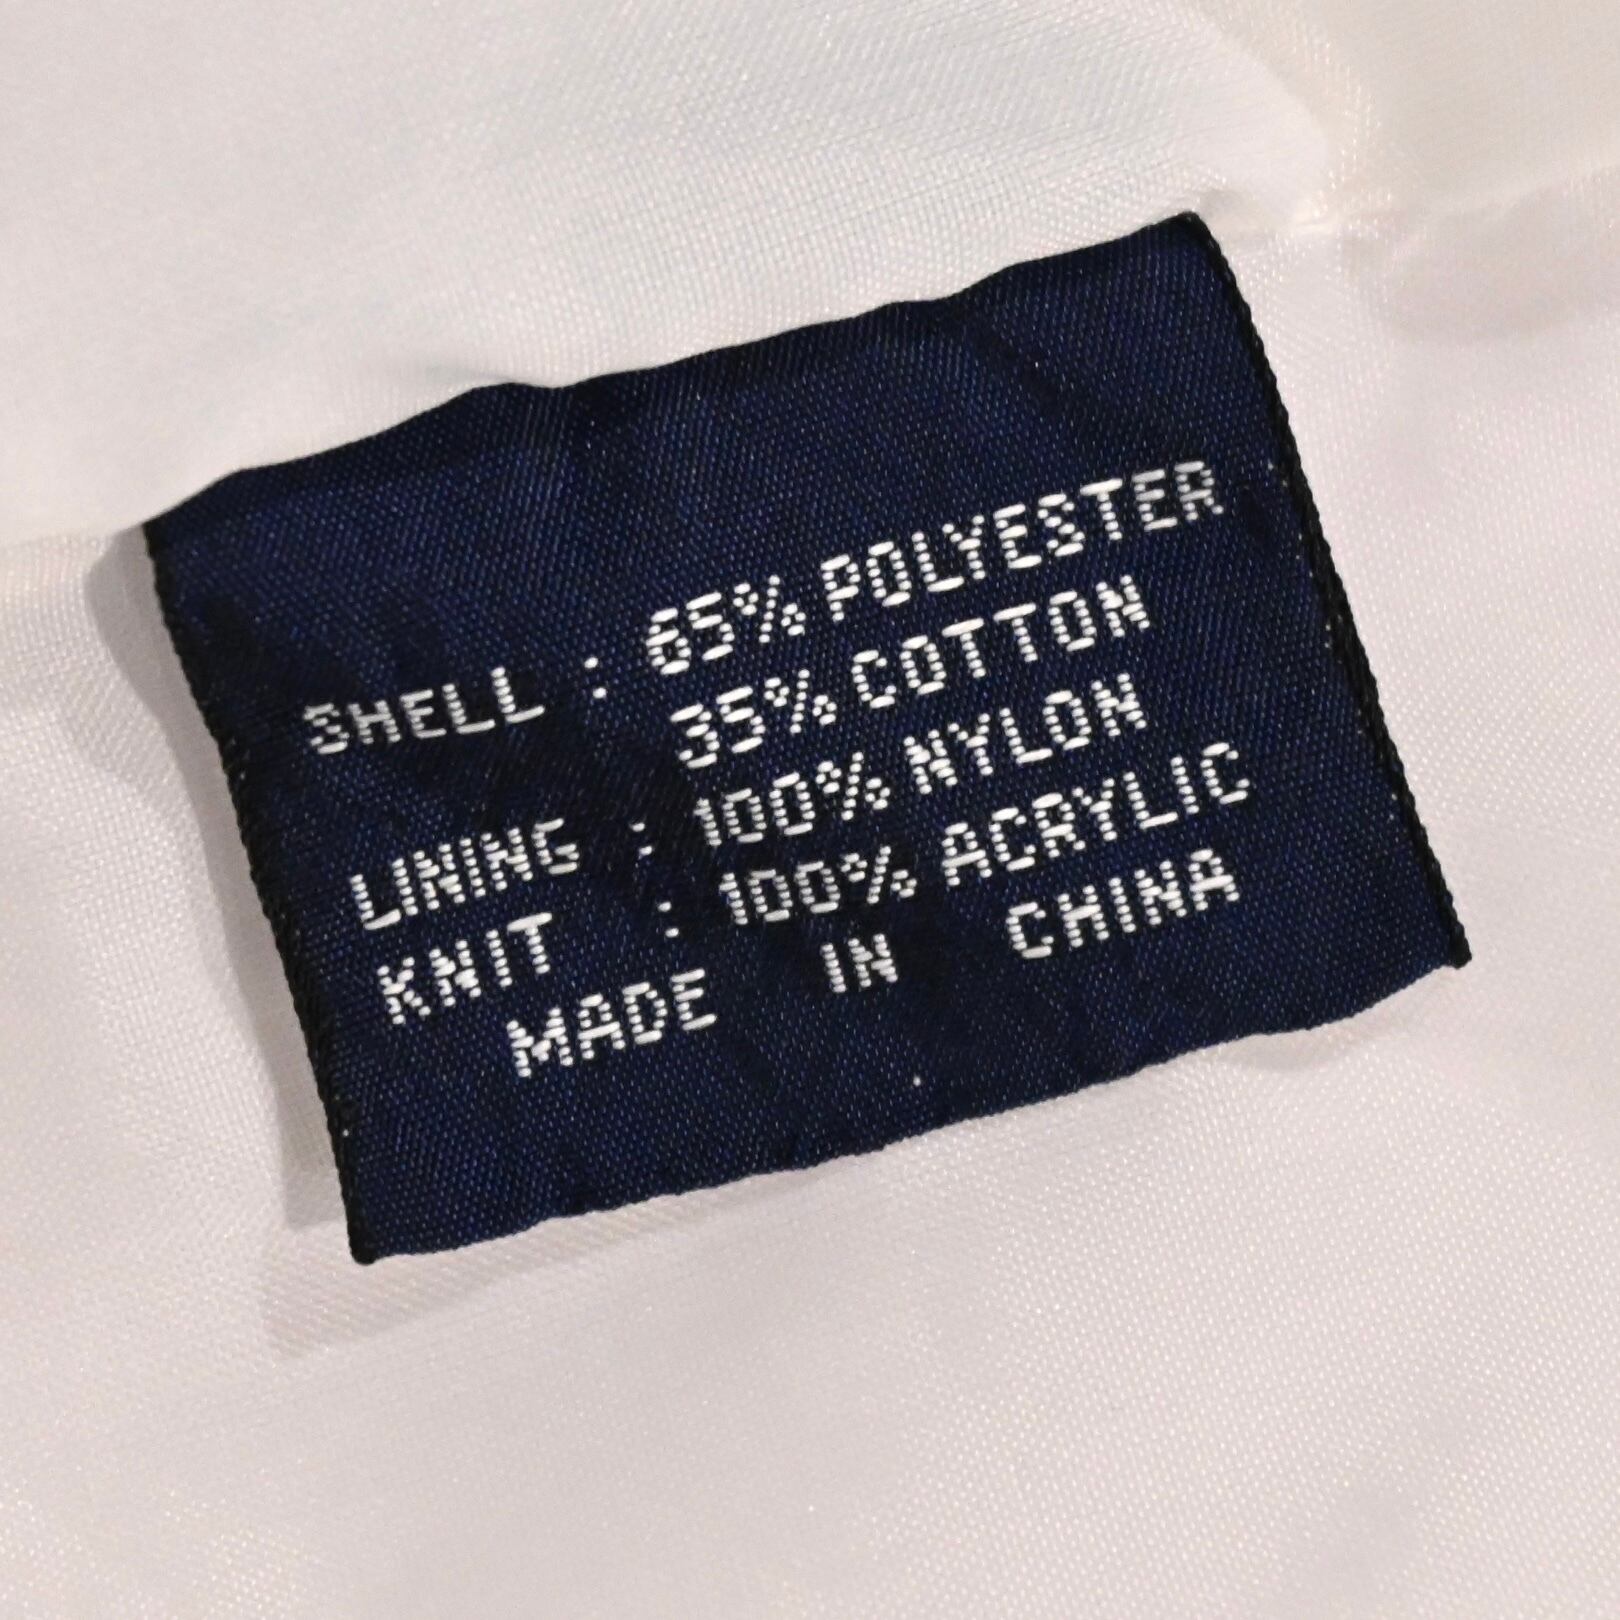 SHELL : 65% POLYESTER
35% COTTON
LINING : 100% NYLON
KNIT : 100% ACRYLIC
MADE IN CHINA